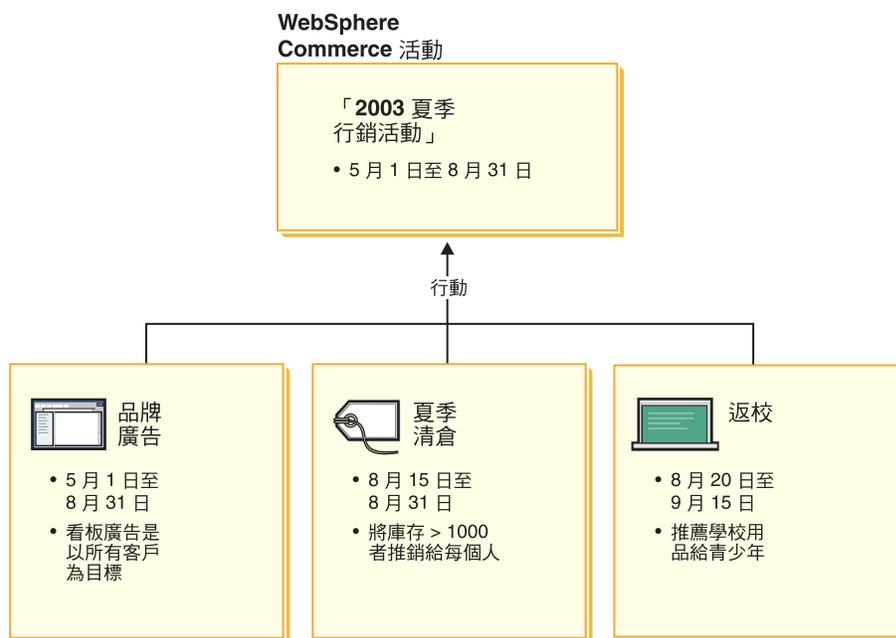 WebSphere
Commerce 活動
「2003 夏季
行銷活動」
• 5 月 1 日至 8 月 31 日
行動
品牌
廣告
• 5 月 1 日至
8 月 31 日
• 看板廣告是
以所有客戶
為目標
夏季
清倉
• 8 月 15 日至
8 月 31 日
• 將庫存 > 1000
者推銷給每個人
返校
• 8 月 20 日至
9 月 15 日
• 推薦學校用
品給青少年